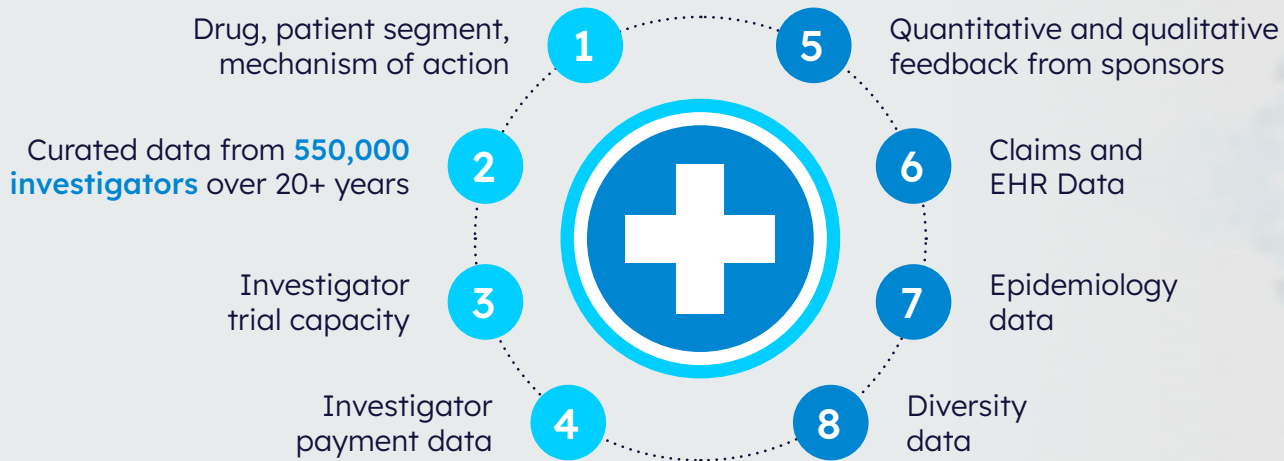 1
Drug, patient segment,
mechanism of action
2
Curated data from 550,000
investigators over 20+ years
3
Investigator
trial capacity
4
Investigator
payment data
5
Quantitative and qualitative
feedback from sponsors
6
Claims and
EHR Data
7
Epidemiology
data
8
Diversity
data